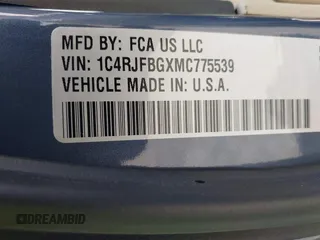 MFD BY: FCA US LLC
VIN: 1C4RJFBGXMC775539
VEHICLE MADE IN: U.S.A.
DREAMBID